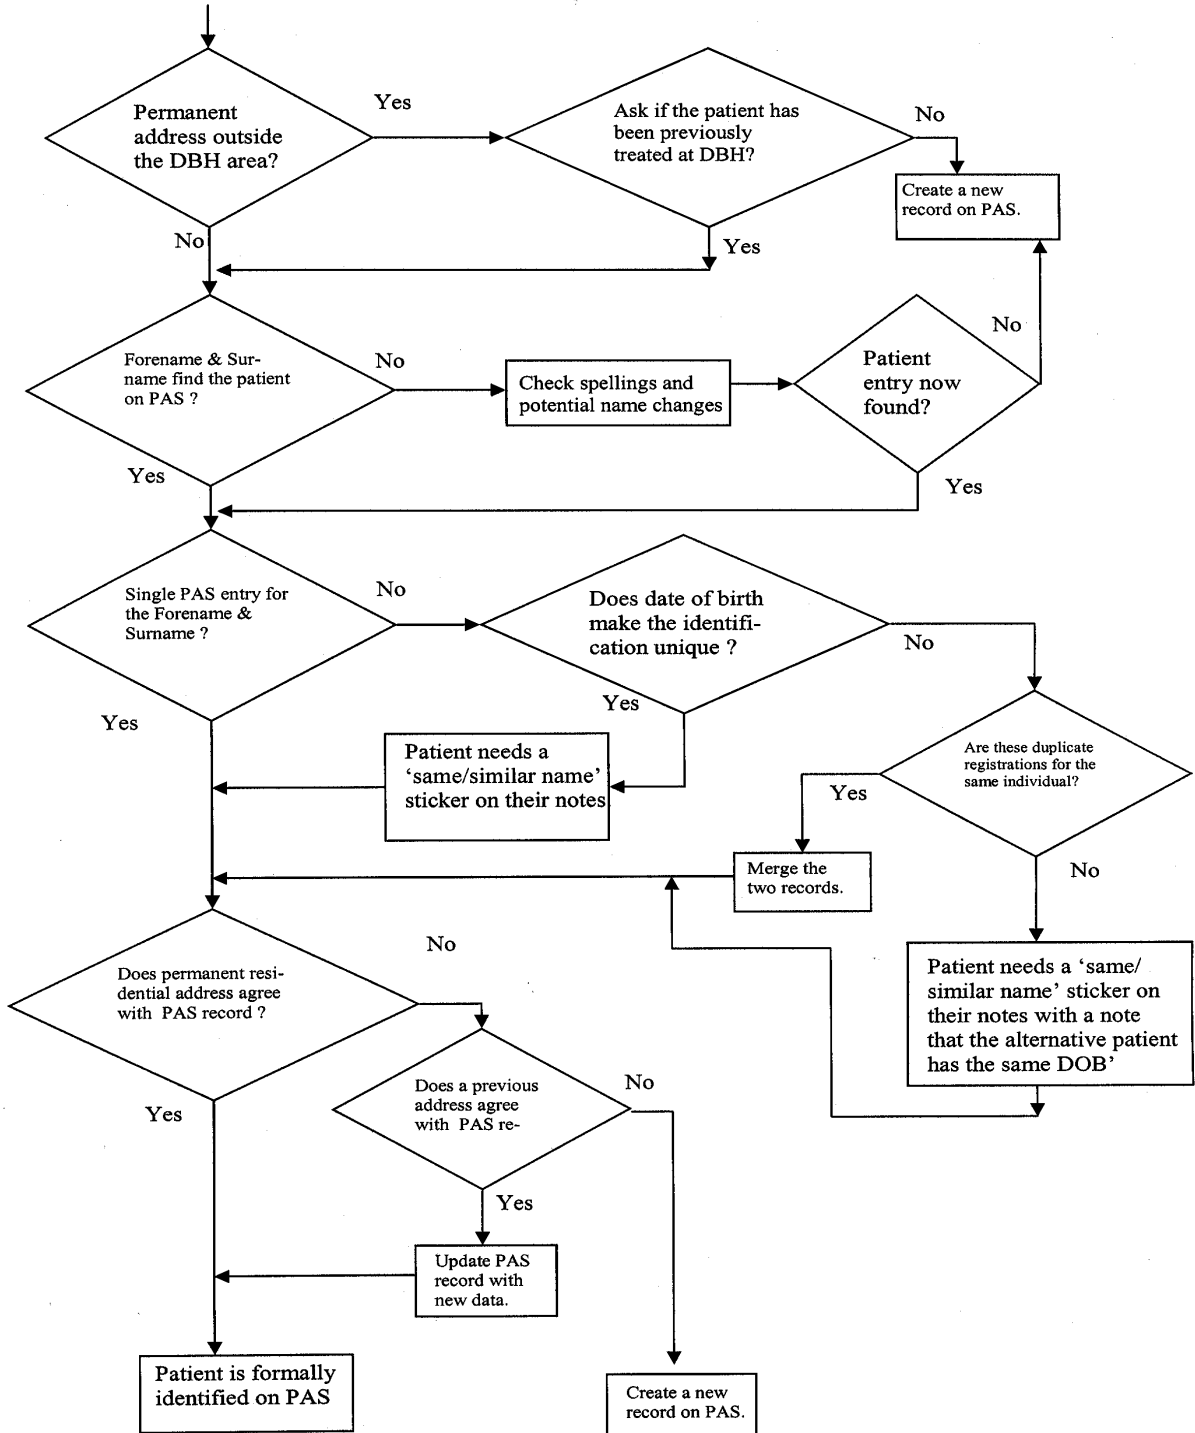 Permanent
address outside
the DBH area?
Yes
Ask if the patient has
been previously
treated at DBH?
No
Create a new
record on PAS.
No
Yes
Forename & Sur-
name find the patient
on PAS ?
No
Check spellings and
potential name changes
Patient
entry now
found?
No
Yes
Yes
Single PAS entry for
the Forename &
Surname ?
No
Does date of birth
make the identifi-
cation unique ?
No
Yes
Yes
Patient needs a
‘same/similar name’
sticker on their notes
Are these duplicate
registrations for the
same individual?
Yes
No
Merge the
two records.
Patient needs a ‘same/
similar name’ sticker on
their notes with a note
that the alternative patient
has the same DOB’
Does permanent resi-
dential address agree
with PAS record ?
No
Yes
Does a previous
address agree
with PAS re-
No
Yes
Update PAS
record with
new data.
Patient is formally
identified on PAS
Create a new
record on PAS.